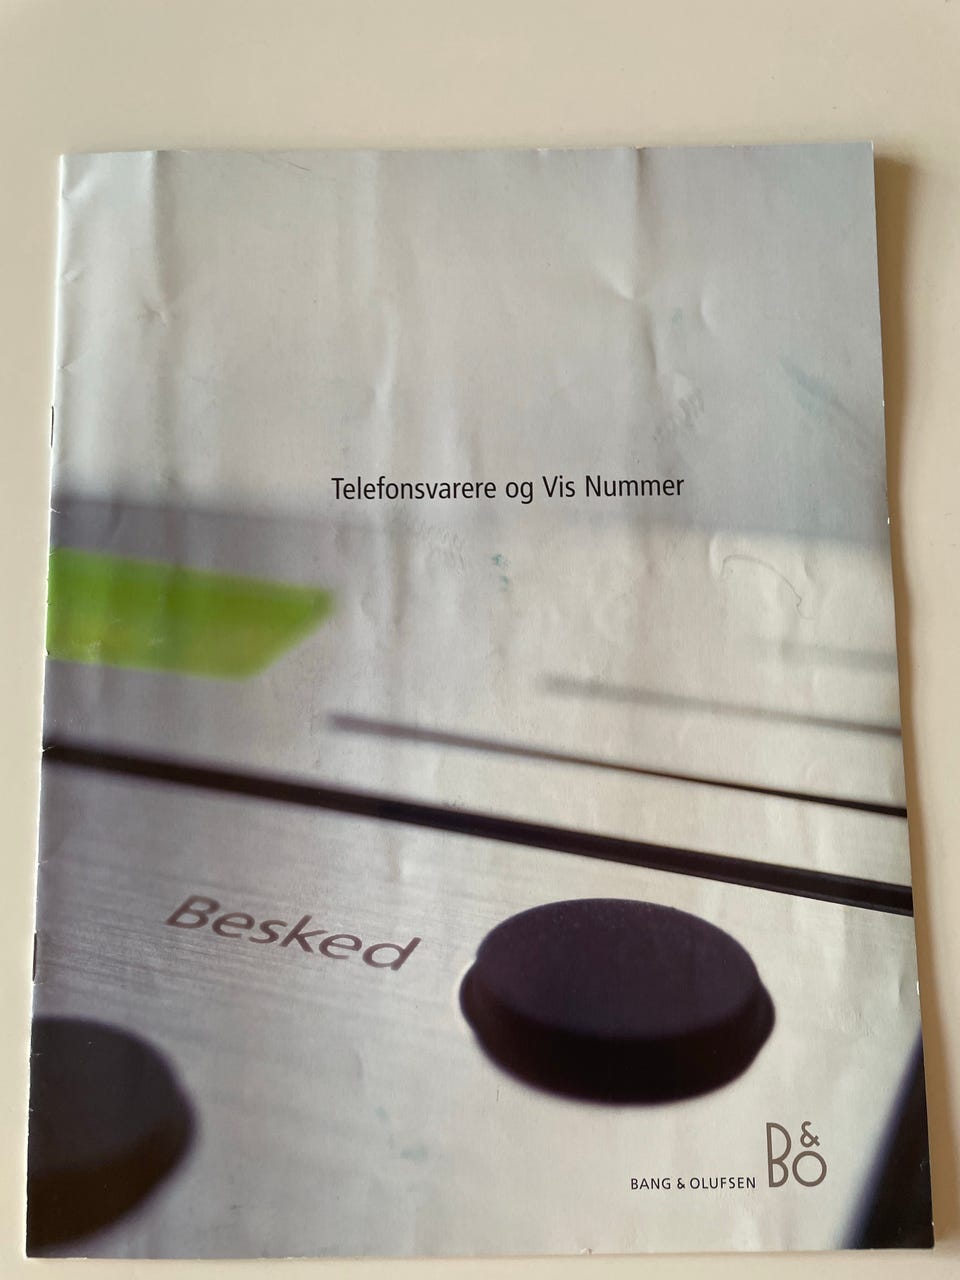 Telefonsvarere og Vis Nummer
Besked
BANG & OLUFSEN
B&O